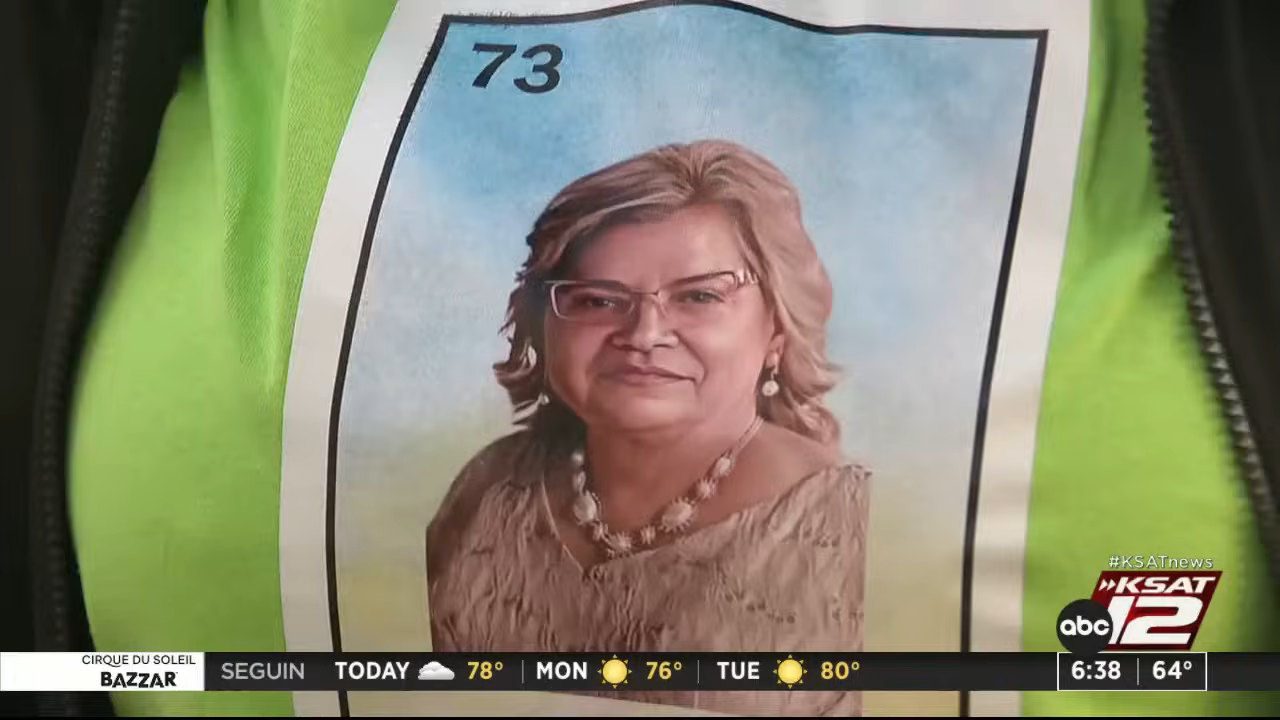 73
#KSATnews
KSAT
abc 12
CIRQUE DU SOLEIL
BAZZAR
SEGUIN TODAY 78° MON 76° TUE 80°
6:38 64°